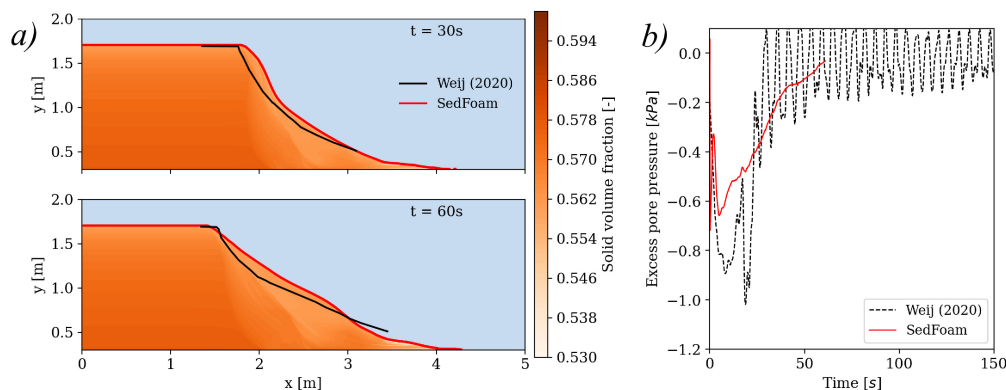 a)
2.0
1.5
1.0
0.5
y [m]
t = 30s
Weij (2020)
SedFoam
2.0
1.5
1.0
0.5
y [m]
t = 60s
0
1
2
3
4
5
x [m]
0.594
0.586
0.578
0.570
0.562
0.554
0.546
0.538
0.530
Solid volume fraction [-]
b)
0.0
−0.2
−0.4
−0.6
−0.8
−1.0
−1.2
Excess pore pressure [kPa]
Weij (2020)
SedFoam
0
50
100
150
Time [s]